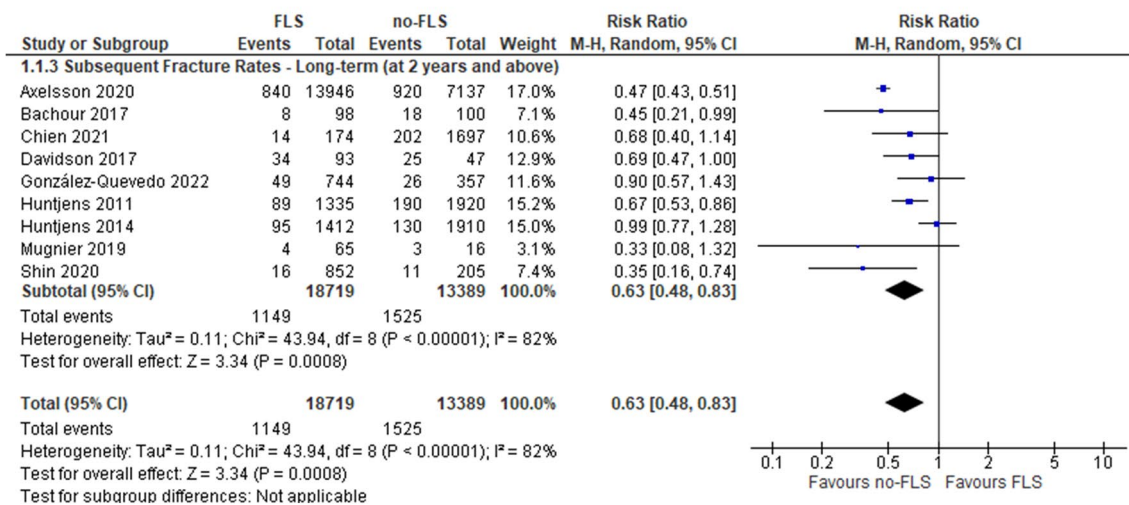 FLS no-FLS Risk Ratio Risk Ratio
Study or Subgroup Events Total Events Total Weight M-H, Random, 95% CI M-H, Random, 95% CI
1.1.3 Subsequent Fracture Rates - Long-term (at 2 years and above)
Axelsson 2020 840 13946 920 7137 17.0% 0.47 [0.43, 0.51]
Bachour 2017 8 98 18 100 7.1% 0.45 [0.21, 0.99]
Chien 2021 14 174 202 1697 10.6% 0.68 [0.40, 1.14]
Davidson 2017 34 93 25 47 12.9% 0.69 [0.47, 1.00]
González-Quevedo 2022 49 744 26 357 11.6% 0.90 [0.57, 1.43]
Huntjens 2011 89 1335 190 1920 15.2% 0.67 [0.53, 0.86]
Huntjens 2014 95 1412 130 1910 15.0% 0.99 [0.77, 1.28]
Mugnier 2019 4 65 3 16 3.1% 0.33 [0.08, 1.32]
Shin 2020 16 852 11 205 7.4% 0.35 [0.16, 0.74]
Subtotal (95% CI) 18719 13389 100.0% 0.63 [0.48, 0.83]
Total events 1149 1525
Heterogeneity: Tau² = 0.11; Chi² = 43.94, df = 8 (P < 0.00001); I² = 82%
Test for overall effect: Z = 3.34 (P = 0.0008)
Total (95% CI) 18719 13389 100.0% 0.63 [0.48, 0.83]
Total events 1149 1525
Heterogeneity: Tau² = 0.11; Chi² = 43.94, df = 8 (P < 0.00001); I² = 82%
Test for overall effect: Z = 3.34 (P = 0.0008)
Test for subgroup differences: Not applicable
0.1 0.2 0.5 1 2 5 10
Favours no-FLS Favours FLS